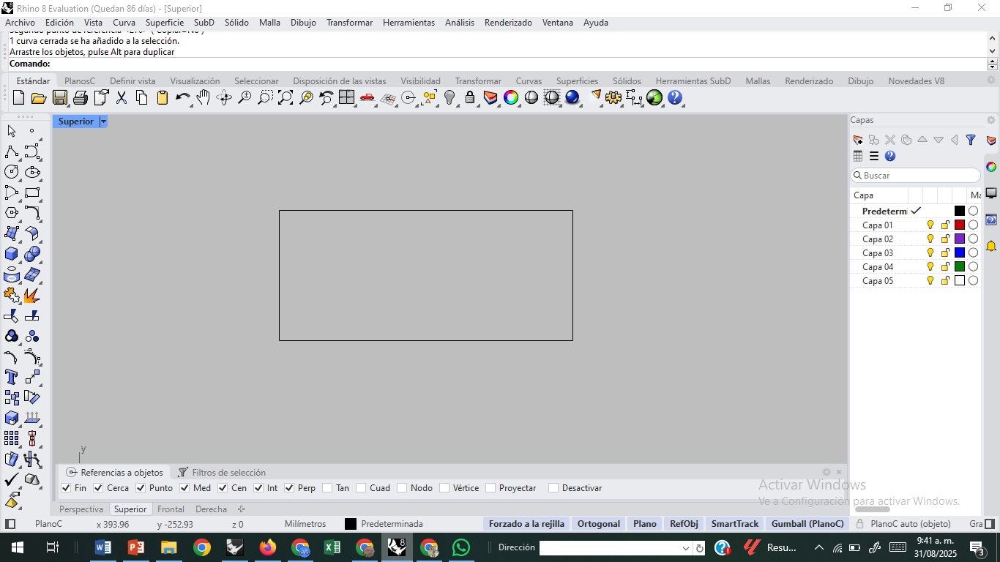 Rhino 8 Evaluation (Quedan 86 días) - [Superior]
Archivo Edición Vista Curva Superficie SubD Sólido Malla Dibujo Transformar Herramientas Análisis Renderizado Ventana Ayuda
1 curva cerrada se ha añadido a la selección.
Arrastre los objetos, pulse Alt para duplicar
Comando:
Estándar PlanosC Definir vista Visualización Seleccionar Disposición de las vistas Visibilidad Transformar Curvas Superficies Sólidos Herramientas SubD Mallas Renderizado Dibujo Novedades V8
Superior
Capas
Buscar
Capa Ma
Predetermi
Capa 01
Capa 02
Capa 03
Capa 04
Capa 05
y
Referencias a objetos Filtros de selección
Fin Cerca Punto Med Cen Int Perp Tan Cuad Nodo Vértice Proyectar Desactivar
Activar Windows
Ve a Configuración para activar Windows.
Perspectiva Superior Frontal Derecha
PlanoC x 393.96 y -252.93 z 0 Milímetros Predeterminada Forzado a la rejilla Ortogonal Plano RefObj SmartTrack Gumball (PlanoC) PlanoC auto (objeto) Gra
Dirección Resu... 9:41 a. m.
31/08/2025 3